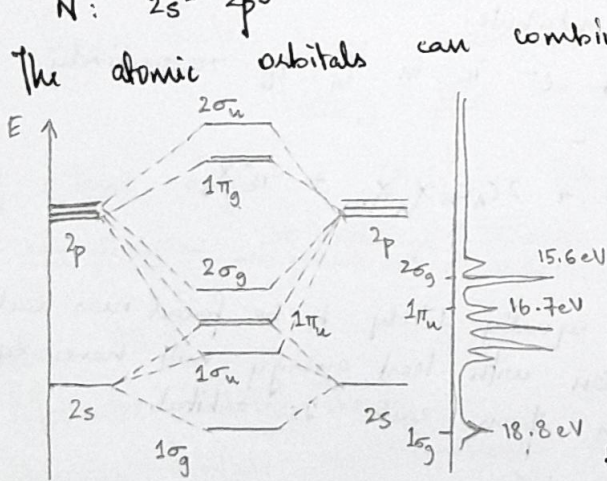 N: 2s 2p
The atomic orbitals can combin
E
2σu
1πg
2p
2p
2σg
1πu
1σu
2s
2s
1σg
2σg
15.6eV
1πu
16.7eV
1σg
18.8eV